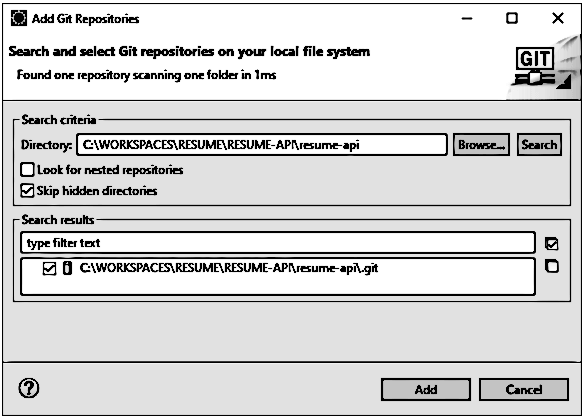 Add Git Repositories
Search and select Git repositories on your local file system
Found one repository scanning one folder in 1ms
GIT
Search criteria
Directory: C:\WORKSPACES\RESUME\RESUME-API\resume-api Browse... Search
Look for nested repositories
Skip hidden directories
Search results
type filter text
C:\WORKSPACES\RESUME\RESUME-API\resume-api\.git
? Add Cancel